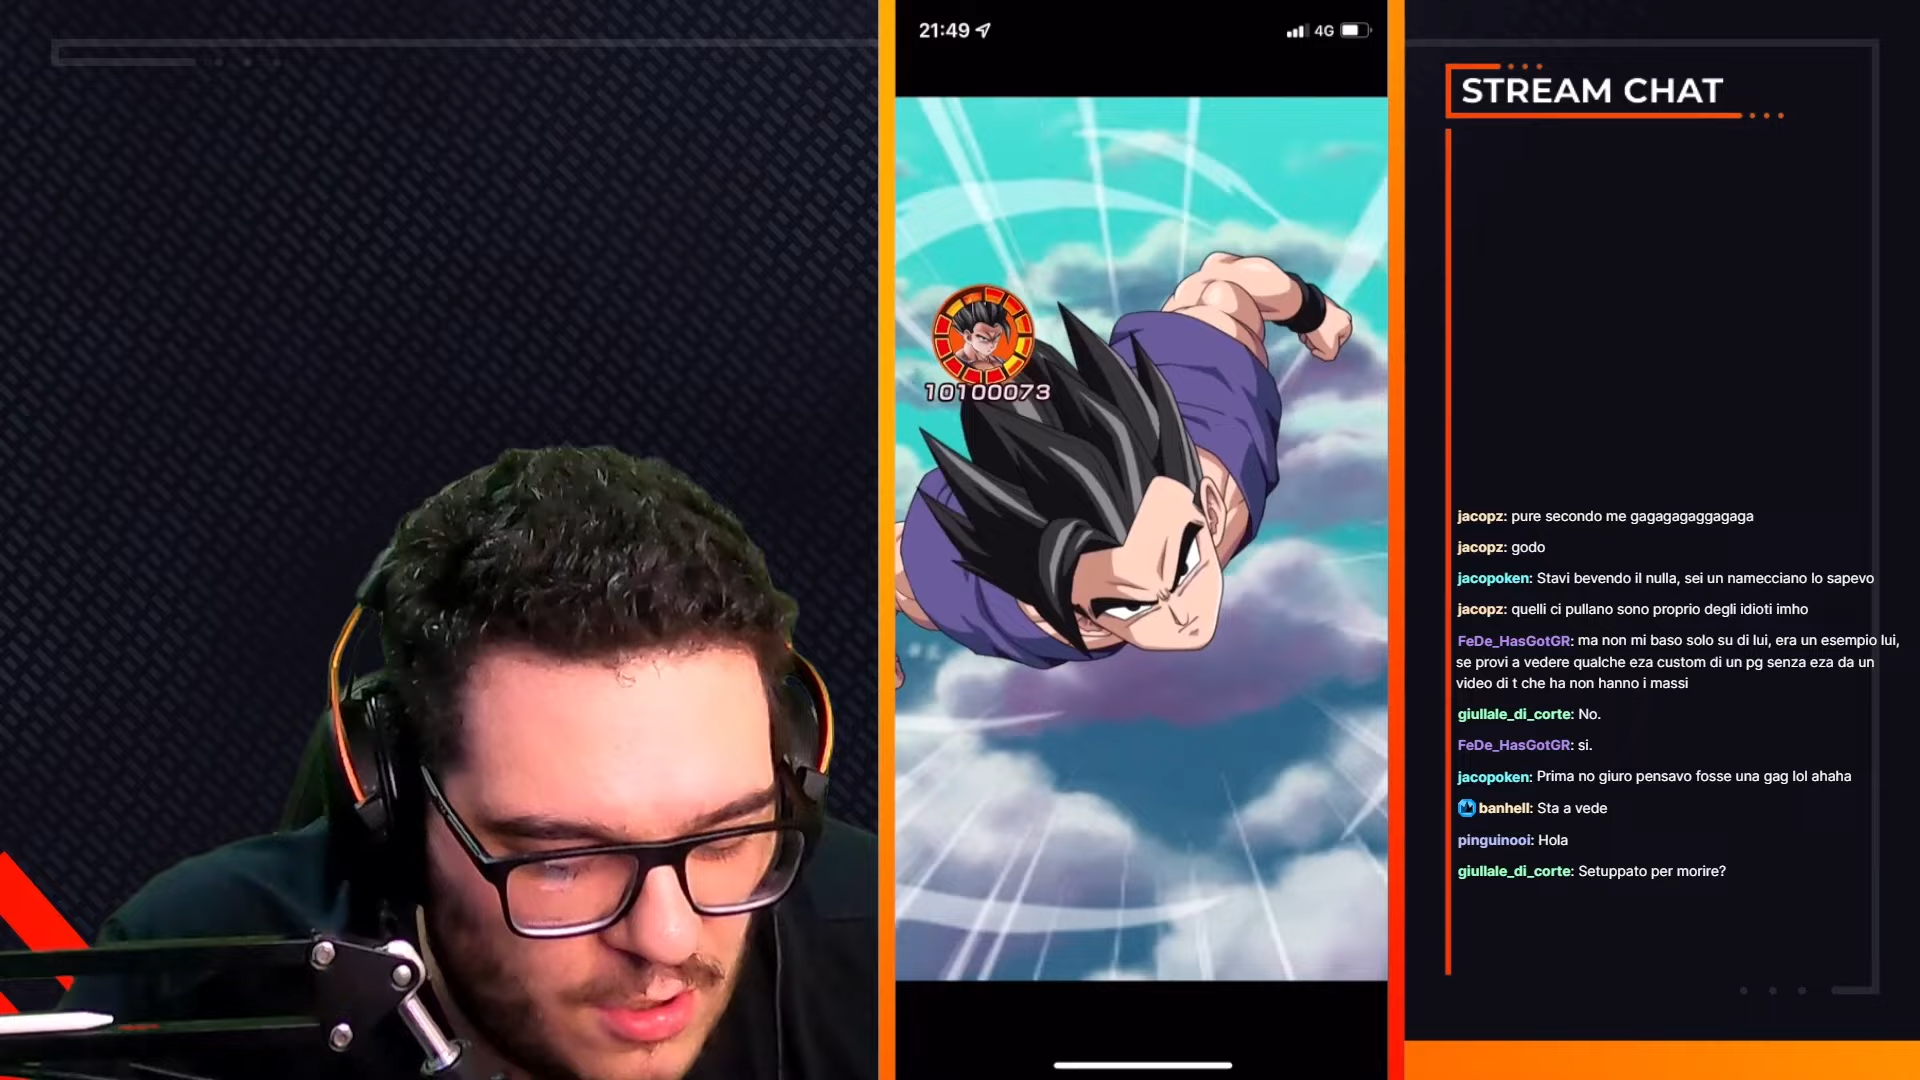 21:49
4G
10100073
STREAM CHAT
jacopz: pure secondo me gagagagaggagaga
jacopz: godo
jacopoken: Stavi bevendo il nulla, sei un namecciano lo sapevo
jacopz: quelli ci pullano sono proprio degli idioti imho
FeDe_HasGotGR: ma non mi baso solo su di lui, era un esempio lui,
se provi a vedere qualche eza custom di un pg senza eza da un
video di t che ha non hanno i massi
giullale_di_corte: No.
FeDe_HasGotGR: si.
jacopoken: Prima no giuro pensavo fosse una gag lol ahaha
banhell: Sta a vede
pinguinooi: Hola
giullale_di_corte: Setuppato per morire?